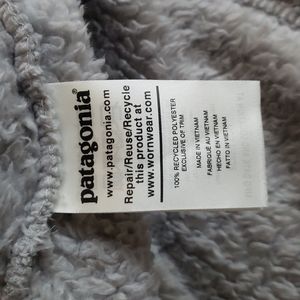 patagonia®
www.patagonia.com
Repair/Reuse/Recycle
this product at
www.wornwear.com
100% RECYCLED POLYESTER
EXCLUSIVE OF TRIM
MADE IN VIETNAM
FABRIQUÉ AU VIETNAM
HECHO EN VIETNAM
FATTO IN VIETNAM